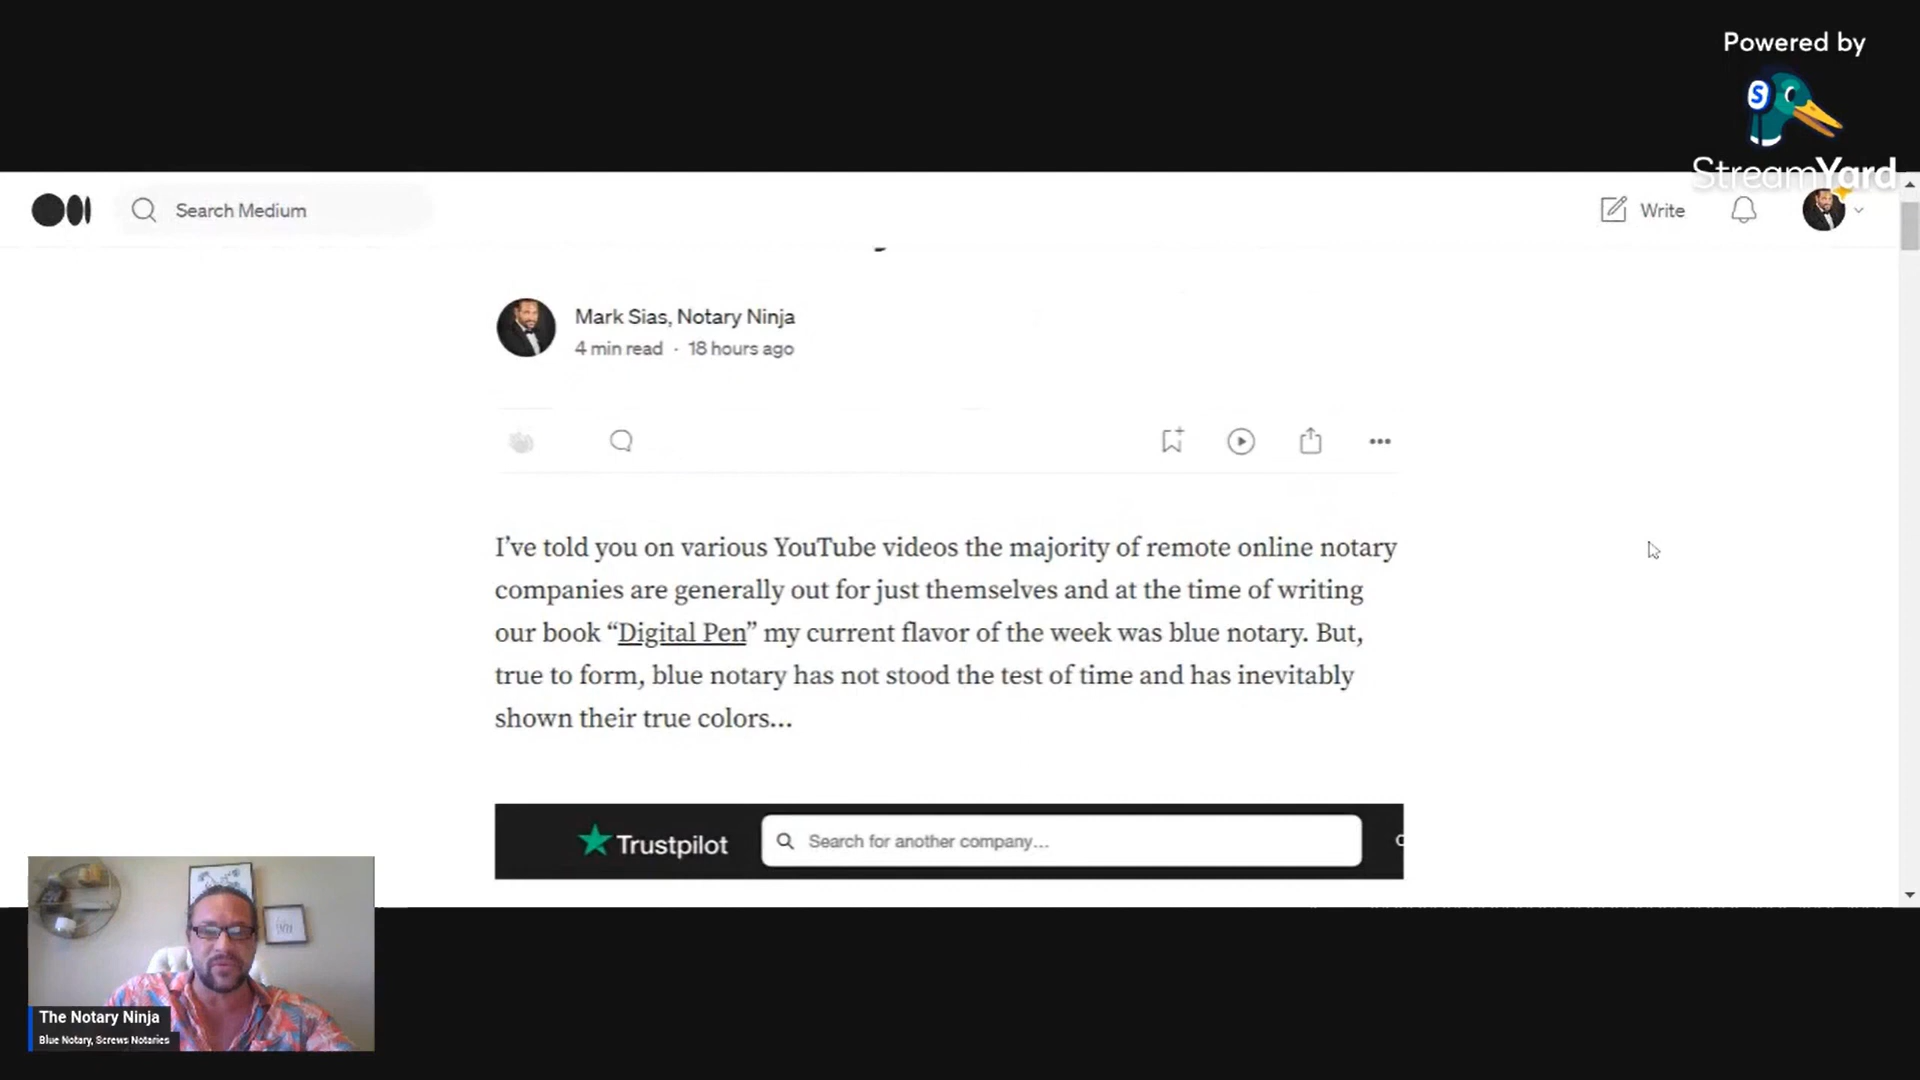 Powered by
StreamYard
Search Medium
Write
Mark Sias, Notary Ninja
4 min read · 18 hours ago
I’ve told you on various YouTube videos the majority of remote online notary
companies are generally out for just themselves and at the time of writing
our book “Digital Pen” my current flavor of the week was blue notary. But,
true to form, blue notary has not stood the test of time and has inevitably
shown their true colors...
Trustpilot
Search for another company...
The Notary Ninja
Blue Notary, Screws Notaries